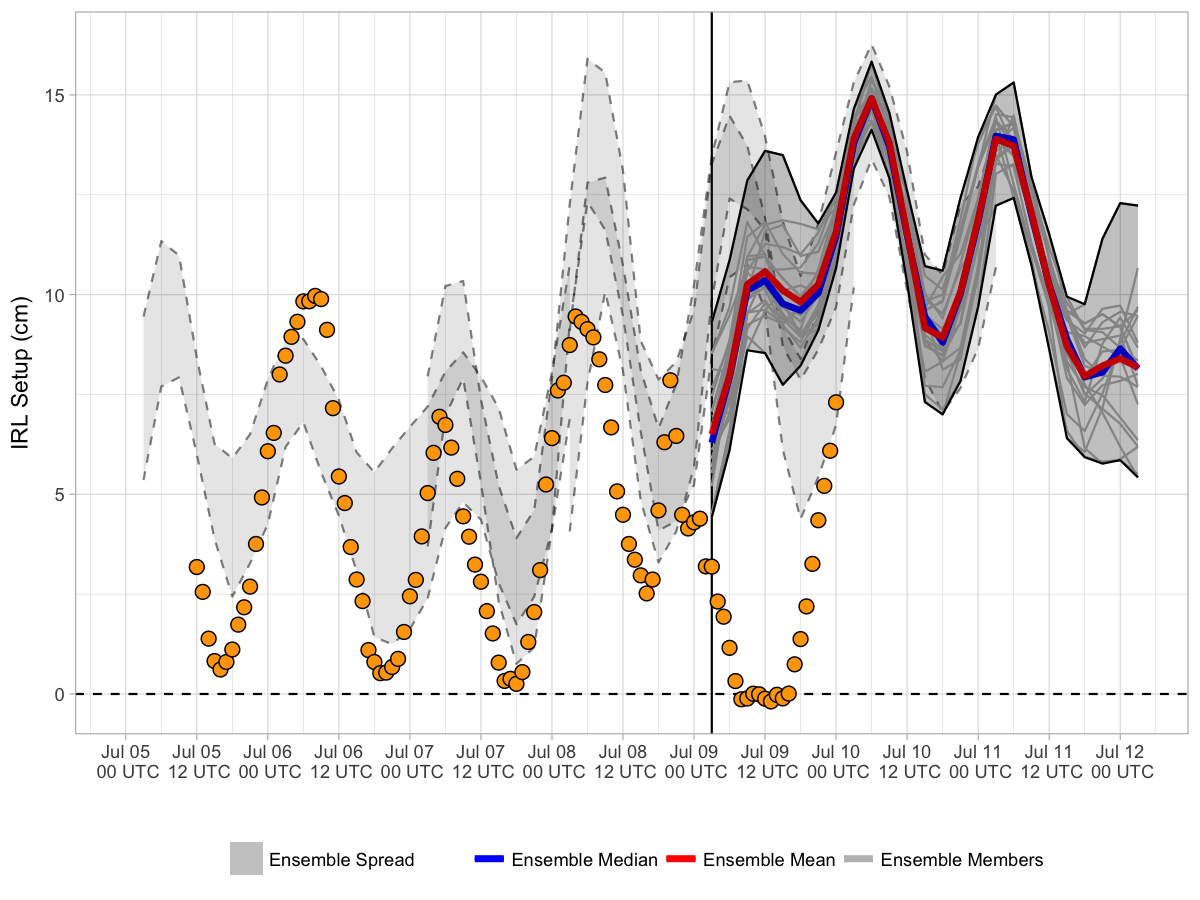 IRL Setup (cm)
15
10
5
0
Jul 05 Jul 05 Jul 06 Jul 06 Jul 07 Jul 07 Jul 08 Jul 08 Jul 09 Jul 09 Jul 10 Jul 10 Jul 11 Jul 11 Jul 12
00 UTC 12 UTC 00 UTC 12 UTC 00 UTC 12 UTC 00 UTC 12 UTC 00 UTC 12 UTC 00 UTC 12 UTC 00 UTC 12 UTC 00 UTC
Ensemble Spread Ensemble Median Ensemble Mean Ensemble Members